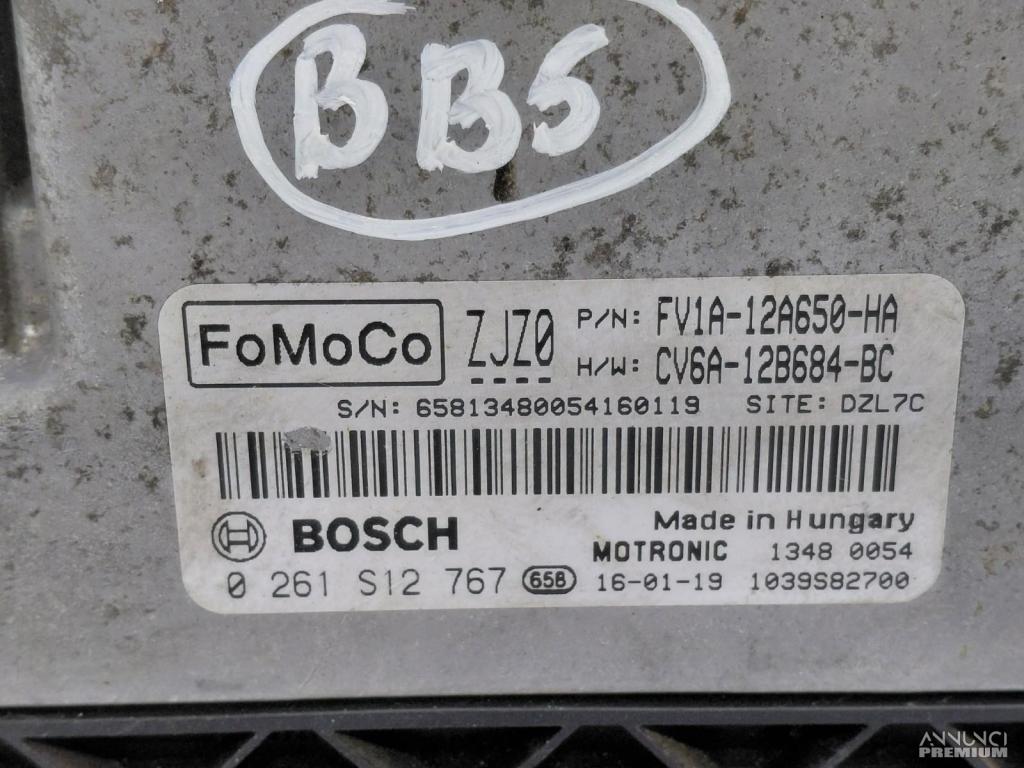 BBS
FoMoCo ZJZ0 P/N: FV1A-12A650-HA
H/W: CV6A-12B684-BC
S/N: 65813480054160119 SITE: DZL7C
BOSCH Made in Hungary
MOTRONIC 1348 0054
0 261 S12 767 658 16-01-19 1039S82700
ANNUNCI
PREMIUM